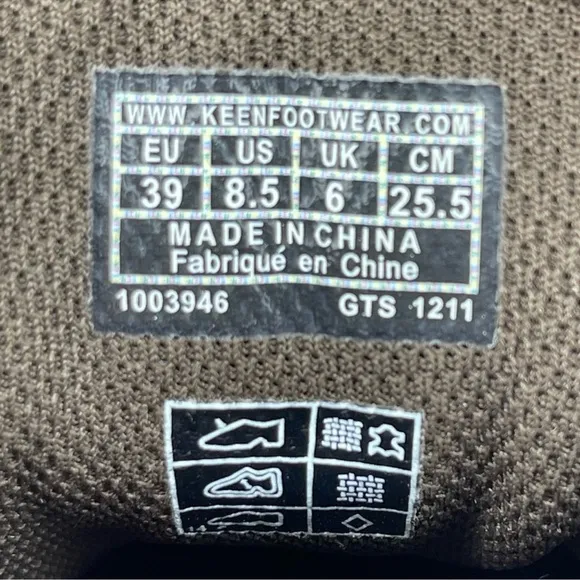 WWW.KEENFOOTWEAR.COM
EU US UK CM
39 8.5 6 25.5
MADE IN CHINA
Fabriqué en Chine
1003946 GTS 1211